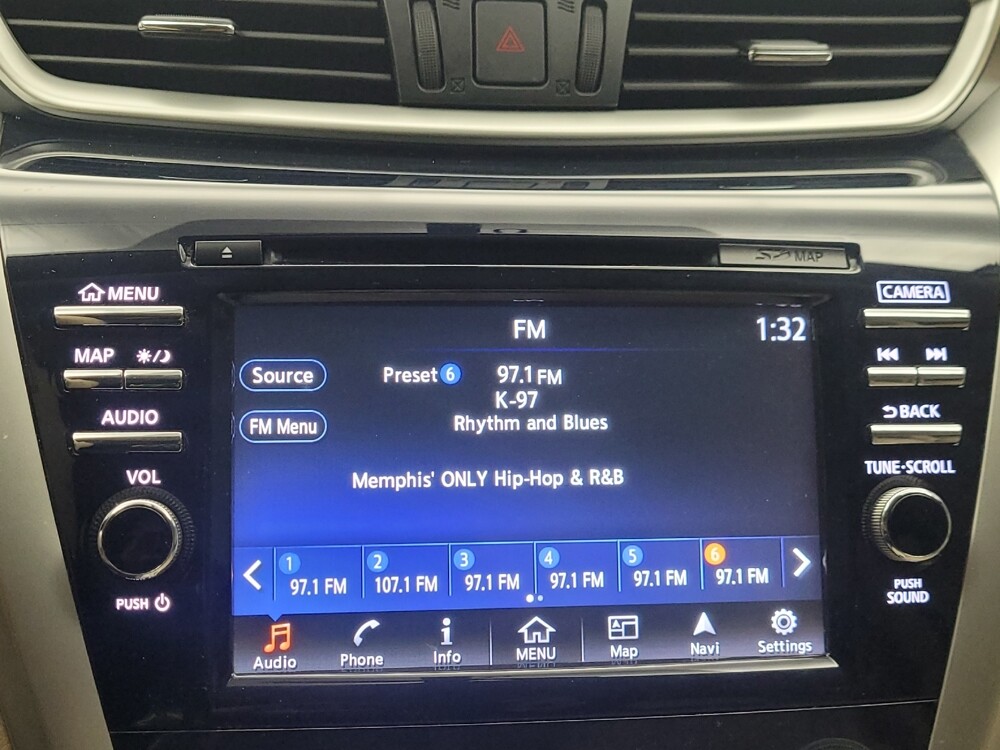 SD MAP
MENU
CAMERA
FM
1:32
MAP
AUDIO
VOL
PUSH
BACK
TUNE-SCROLL
PUSH
SOUND
Source
Preset 6 97.1 FM
K-97
FM Menu
Rhythm and Blues
Memphis' ONLY Hip-Hop & R&B
1 2 3 4 5 6
97.1 FM 107.1 FM 97.1 FM 97.1 FM 97.1 FM 97.1 FM
Audio Phone Info MENU Map Navi Settings